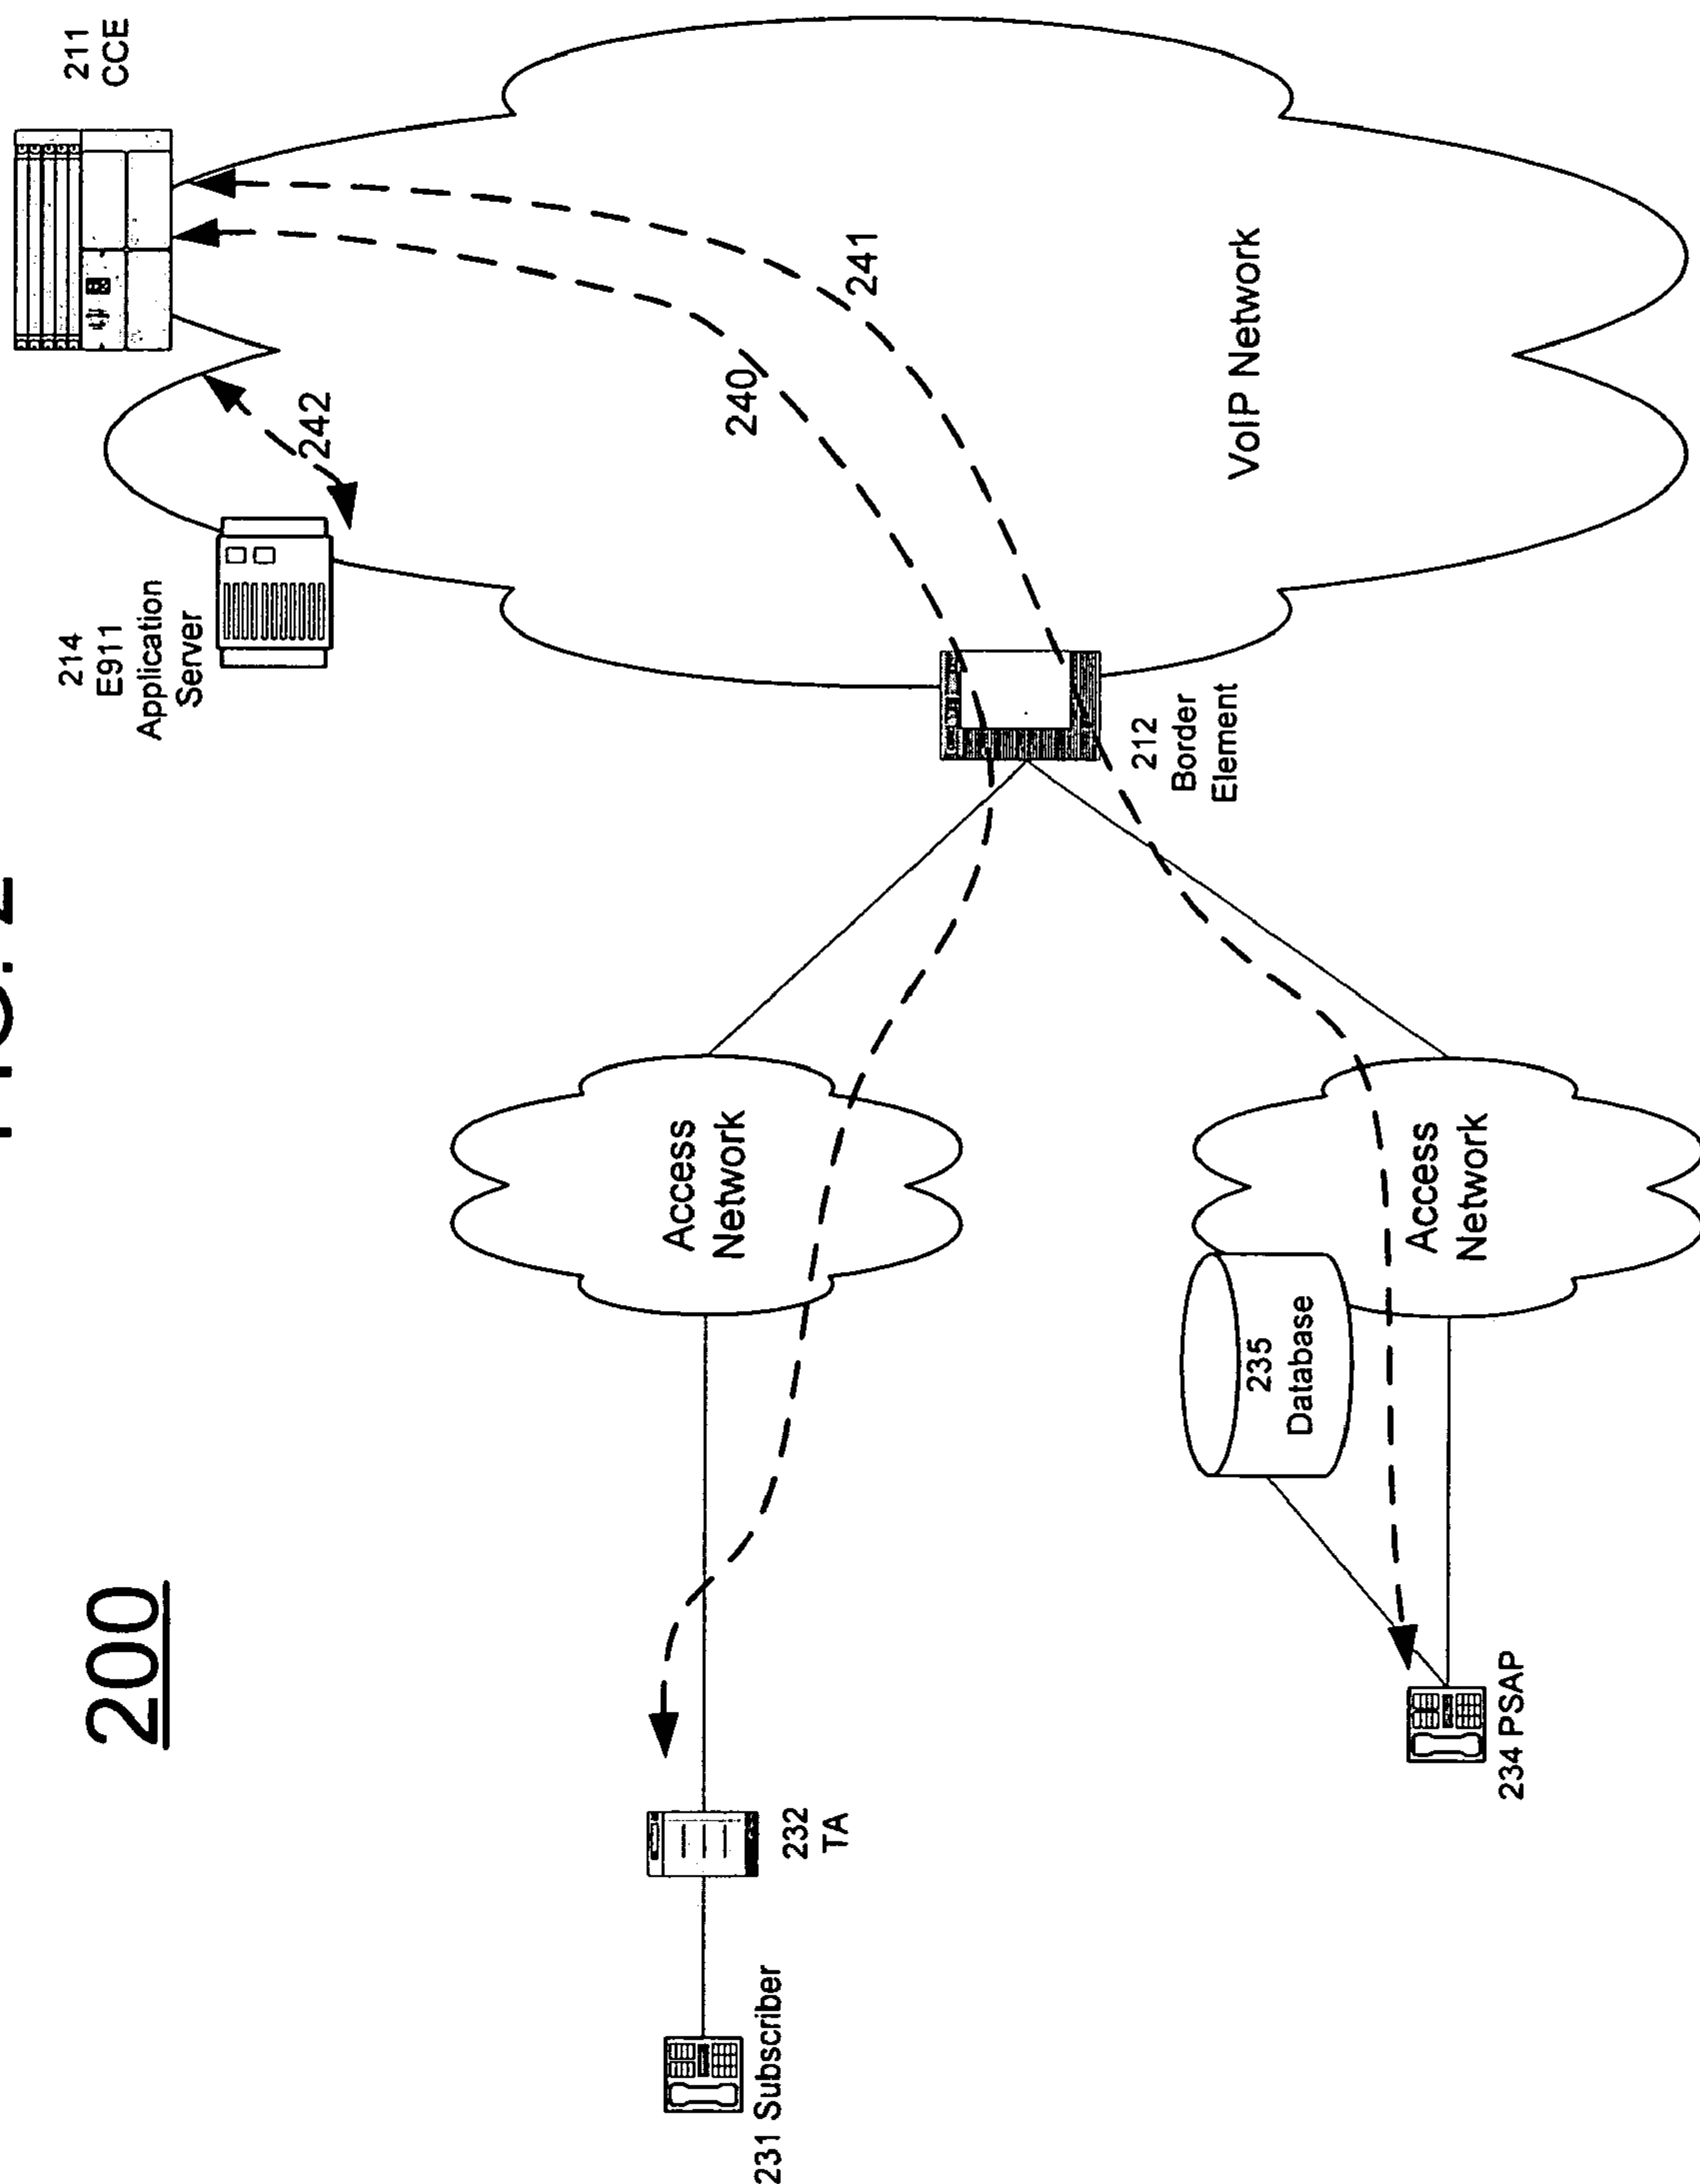 200
211
CCE
214
E911
Application
Server
242
240
241
Access
Network
232
TA
231 Subscriber
212
Border
Element
VoIP Network
235
Database
Access
Network
234 PSAP